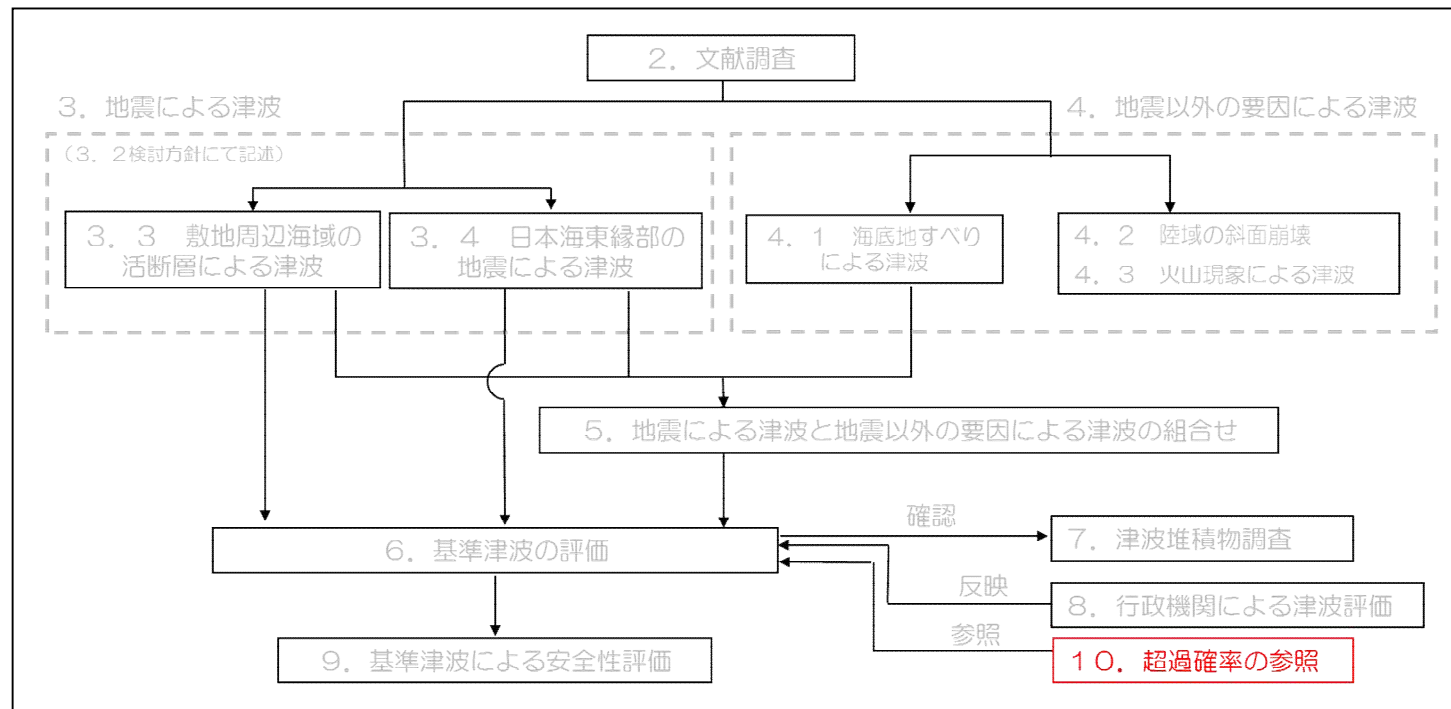 2．文献調査
3．地震による津波
4．地震以外の要因による津波
（3．2検討方針にて記述）
3．3　敷地周辺海域の
活断層による津波
3．4　日本海東縁部の
地震による津波
4．1　海底地すべり
による津波
4．2　陸域の斜面崩壊
4．3　火山現象による津波
5．地震による津波と地震以外の要因による津波の組合せ
確認
6．基準津波の評価
7．津波堆積物調査
反映
8．行政機関による津波評価
参照
9．基準津波による安全性評価
10．超過確率の参照